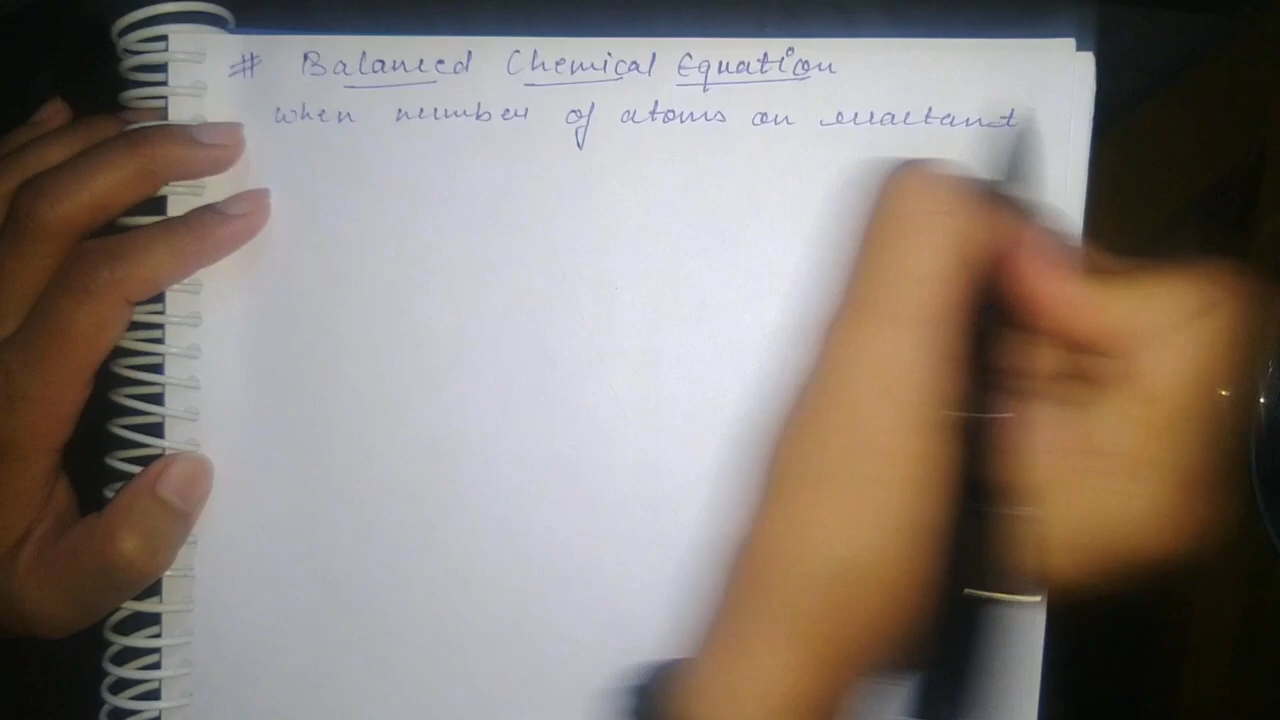 # Balanced Chemical Equation
when number of atoms on reactant